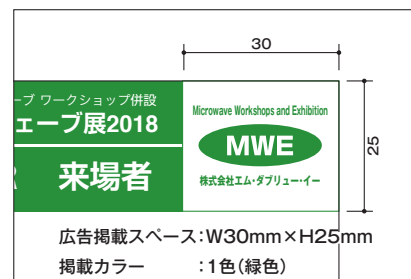 30
ーブ ワークショップ併設
ェーブ展2018
来場者
Microwave Workshops and Exhibition
MWE
株式会社エム・ダブリュー・イー
25
広告掲載スペース:W30mm×H25mm
掲載カラー :1色(緑色)